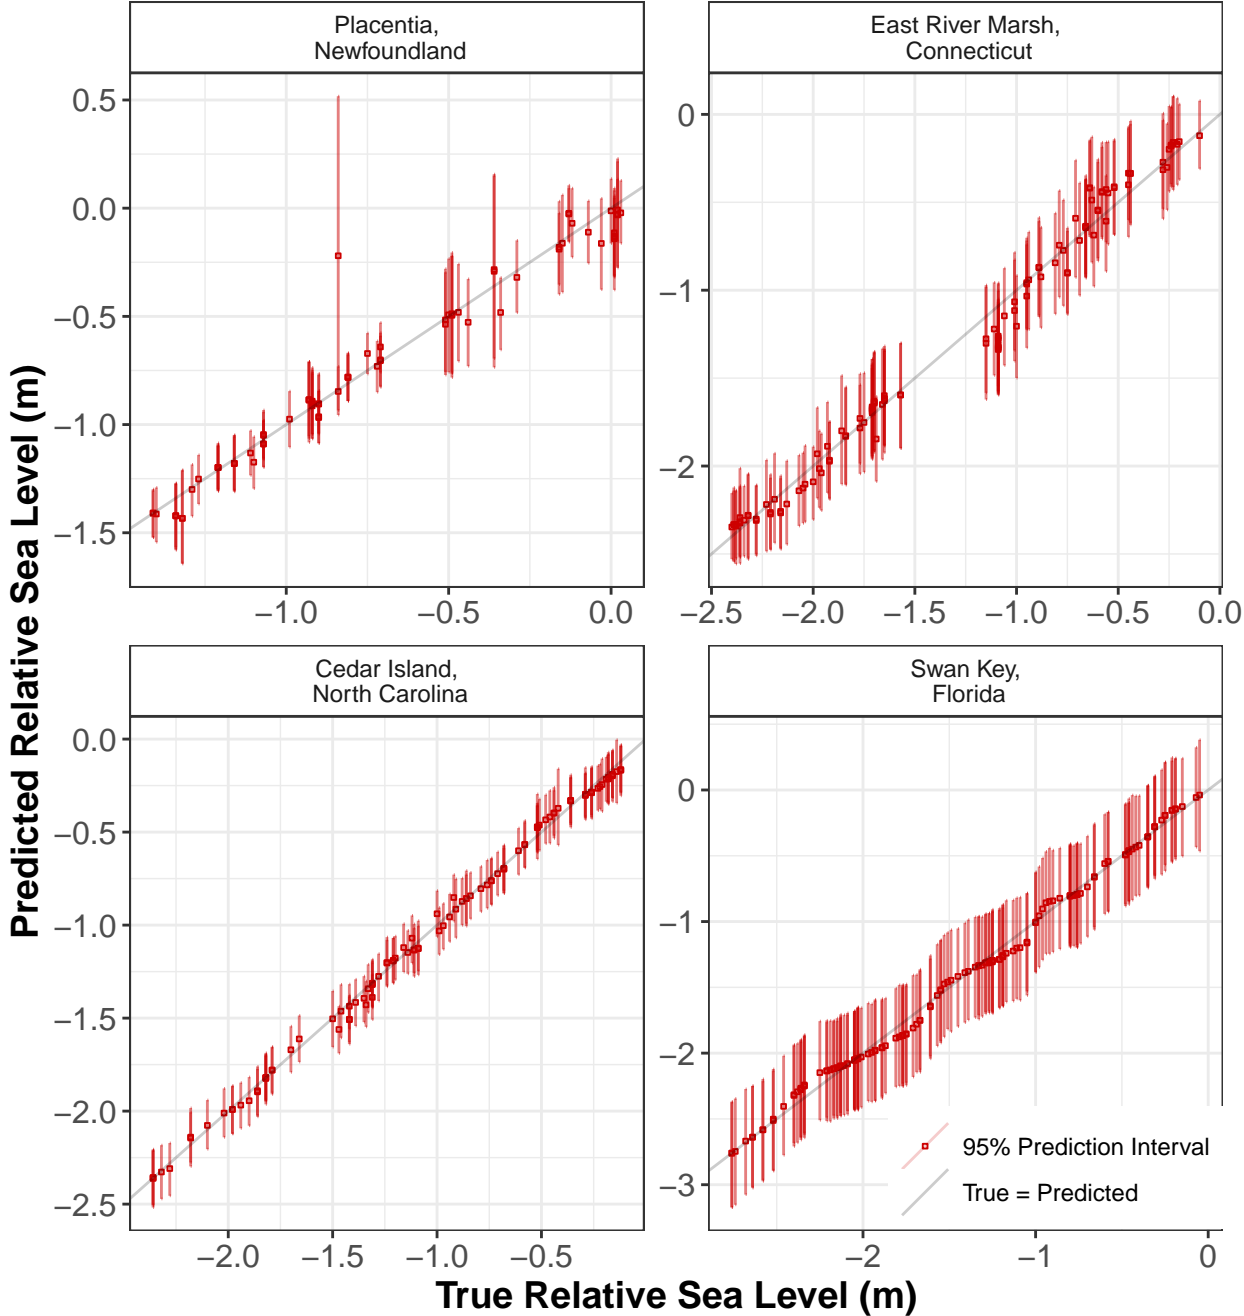 Placentia,
Newfoundland
East River Marsh,
Connecticut
0.5
0.0
−0.5
−1.0
−1.5
−1.0
−0.5
0.0
0
−1
−2
−2.5
−2.0
−1.5
−1.0
−0.5
0.0
Cedar Island,
North Carolina
Swan Key,
Florida
0.0
−0.5
−1.0
−1.5
−2.0
−2.5
−2.0
−1.5
−1.0
−0.5
0
−1
−2
−3
−2
−1
0
95% Prediction Interval
True = Predicted
Predicted Relative Sea Level (m)
True Relative Sea Level (m)